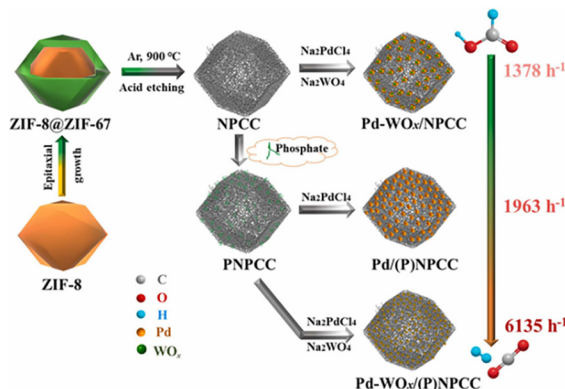 Ar, 900 °C
Acid etching
Na₂PdCl₄
Na₂WO₄
1378 h⁻¹
ZIF-8@ZIF-67
NPCC
Pd-WOx/NPCC
Epitaxial
growth
Phosphate
Na₂PdCl₄
1963 h⁻¹
ZIF-8
PNPCC
Pd/(P)NPCC
C
O
H
Pd
WOx
Na₂PdCl₄
Na₂WO₄
6135 h⁻¹
Pd-WOx/(P)NPCC